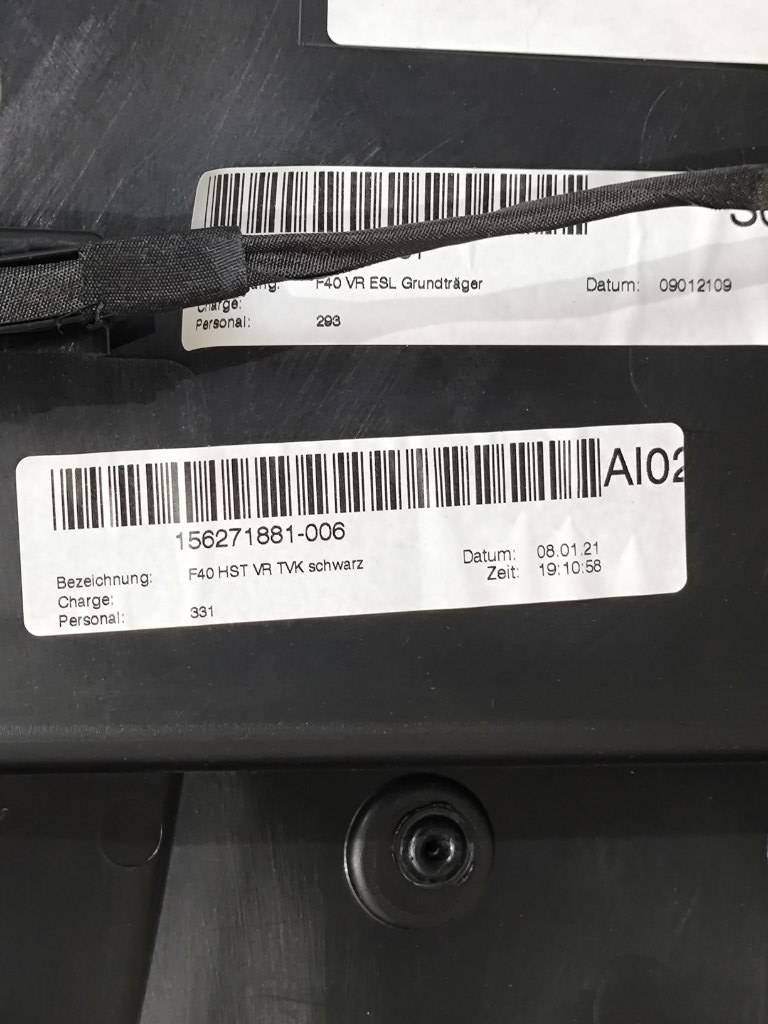 F40 VR ESL Grundträger Datum: 09012109
Charge:
Personal: 293
AI02
156271881-006
Bezeichnung: F40 HST VR TVK schwarz Datum: 08.01.21
Charge: Zeit: 19:10:58
Personal: 331